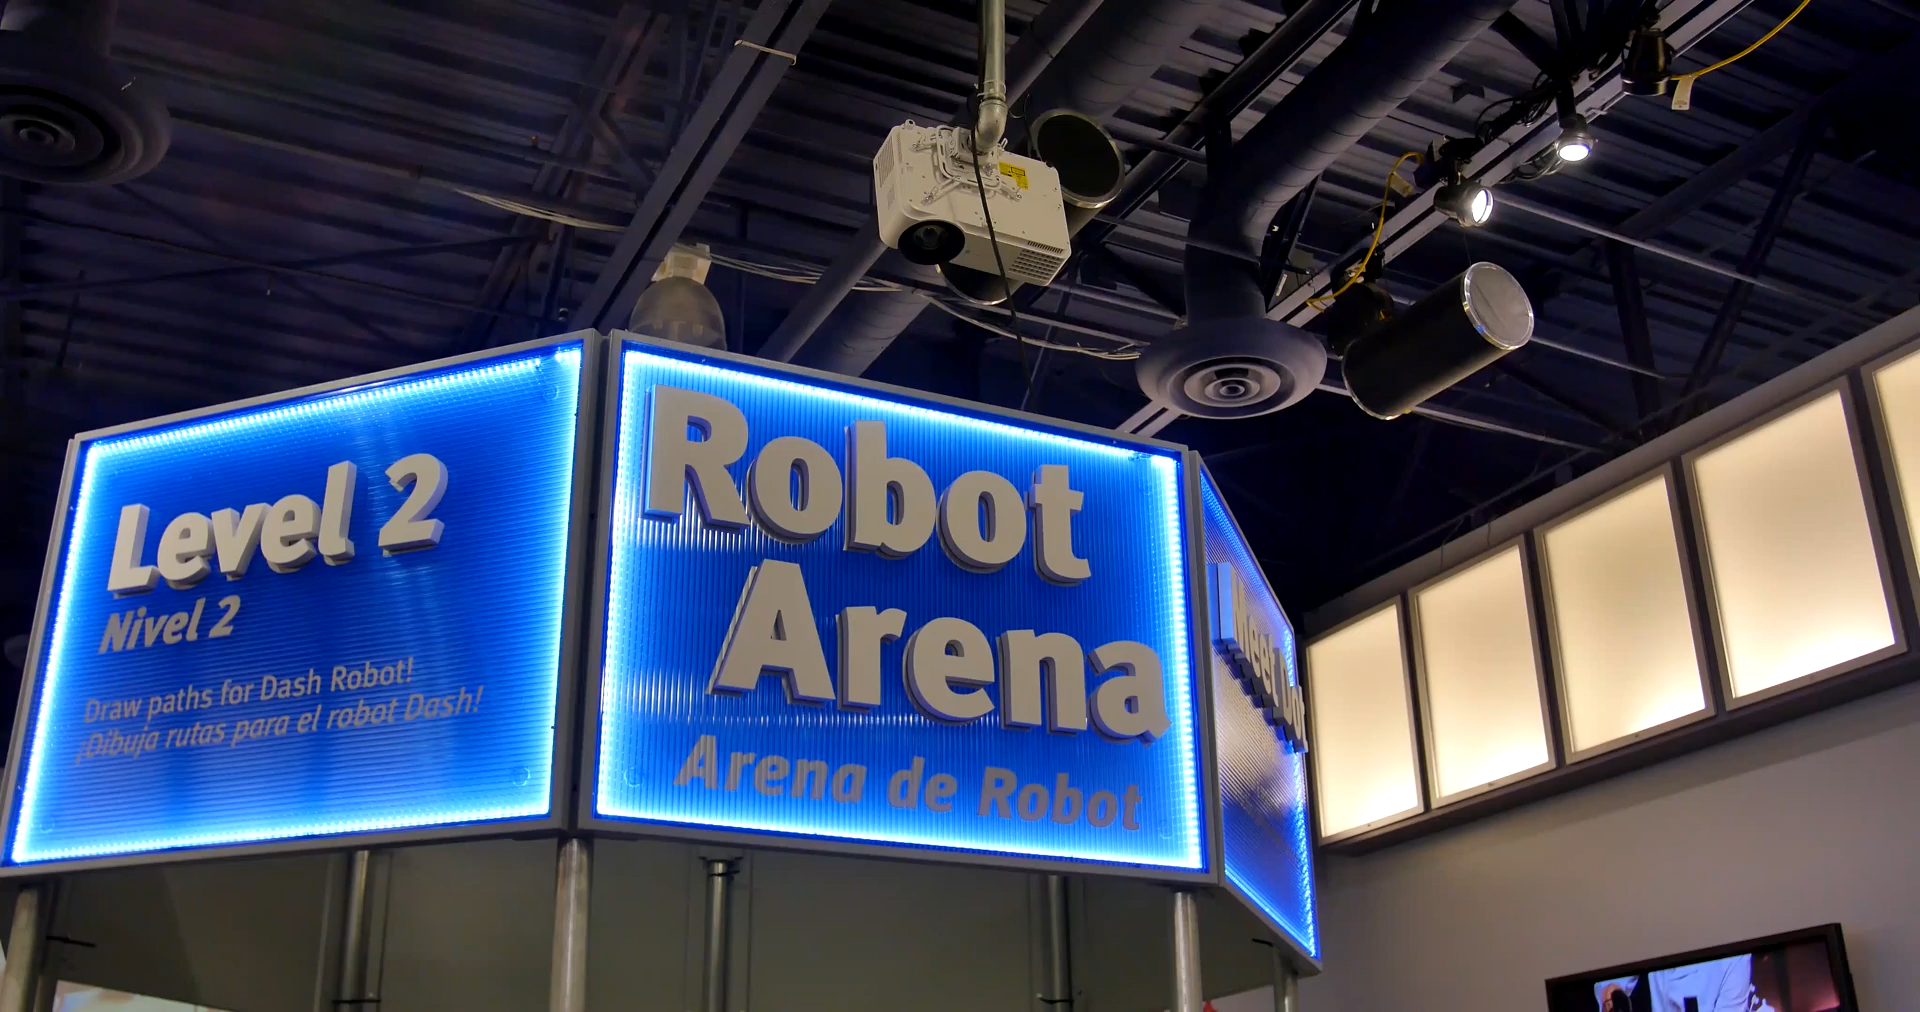 Level 2
Nivel 2
Draw paths for Dash Robot!
¡Dibuja rutas para el robot Dash!
Robot
Arena
Arena de Robot
Meet